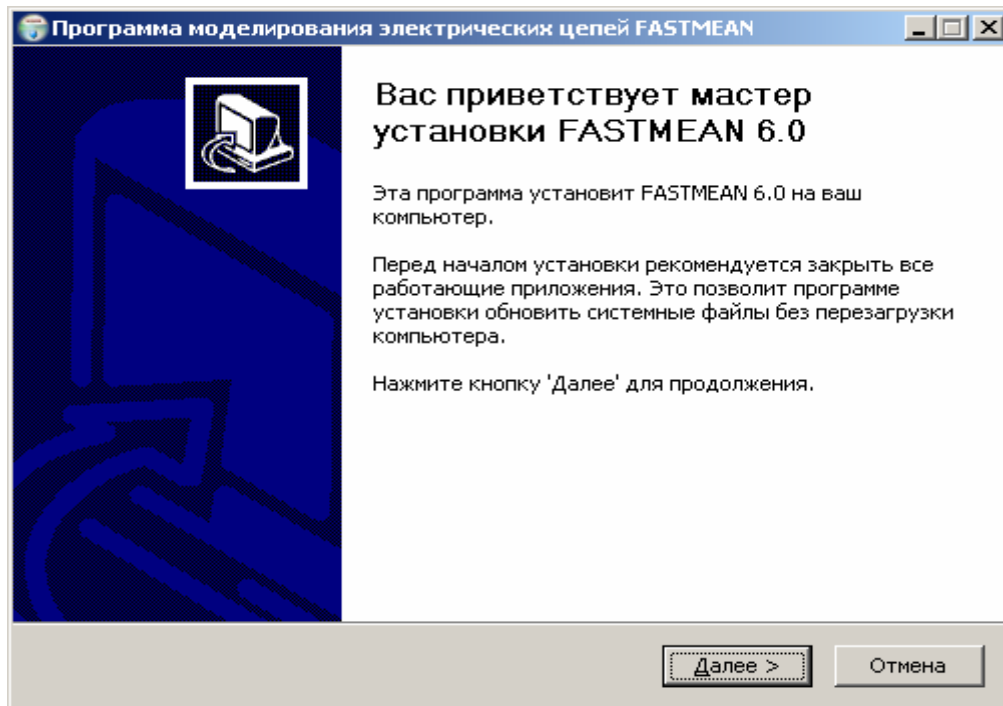 Программа моделирования электрических цепей FASTMEAN
Вас приветствует мастер
установки FASTMEAN 6.0
Эта программа установит FASTMEAN 6.0 на ваш
компьютер.
Перед началом установки рекомендуется закрыть все
работающие приложения. Это позволит программе
установки обновить системные файлы без перезагрузки
компьютера.
Нажмите кнопку 'Далее' для продолжения.
Далее >
Отмена